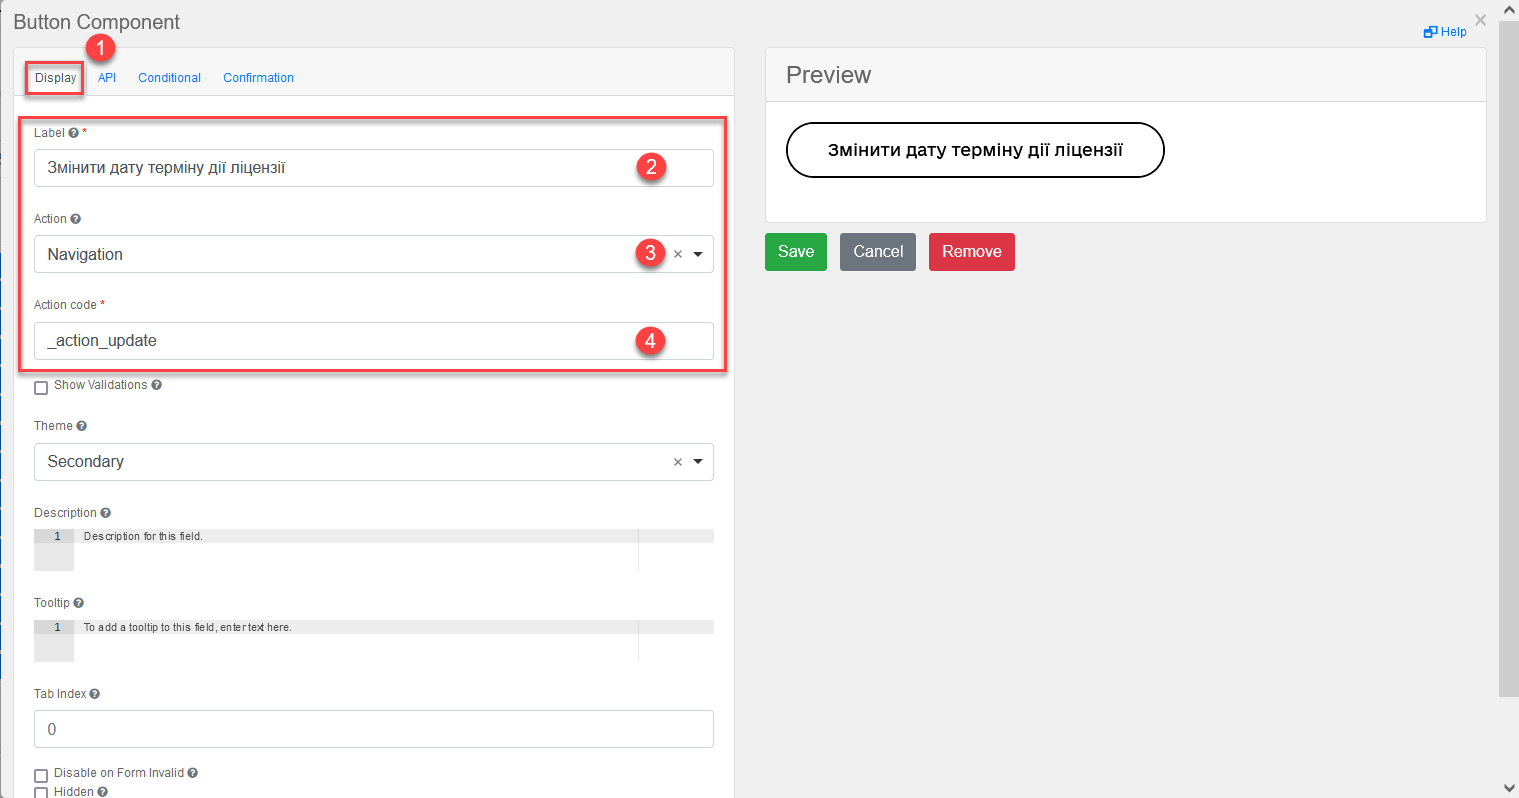 Button Component
Help
1
Display API Conditional Confirmation
Label *
Змінити дату терміну дії ліцензії
2
Action
Navigation
3
Action code *
_action_update
4
Show Validations
Theme
Secondary
Description
1 Description for this field.
Tooltip
1 To add a tooltip to this field, enter text here.
Tab Index
0
Disable on Form Invalid
Hidden
Preview
Змінити дату терміну дії ліцензії
Save Cancel Remove